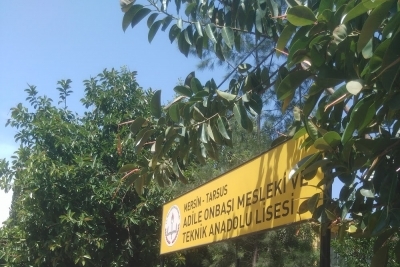 MERSİN - TARSUS
ADİLE ONBAŞI MESLEKİ VE
TEKNİK ANADOLU LİSESİ